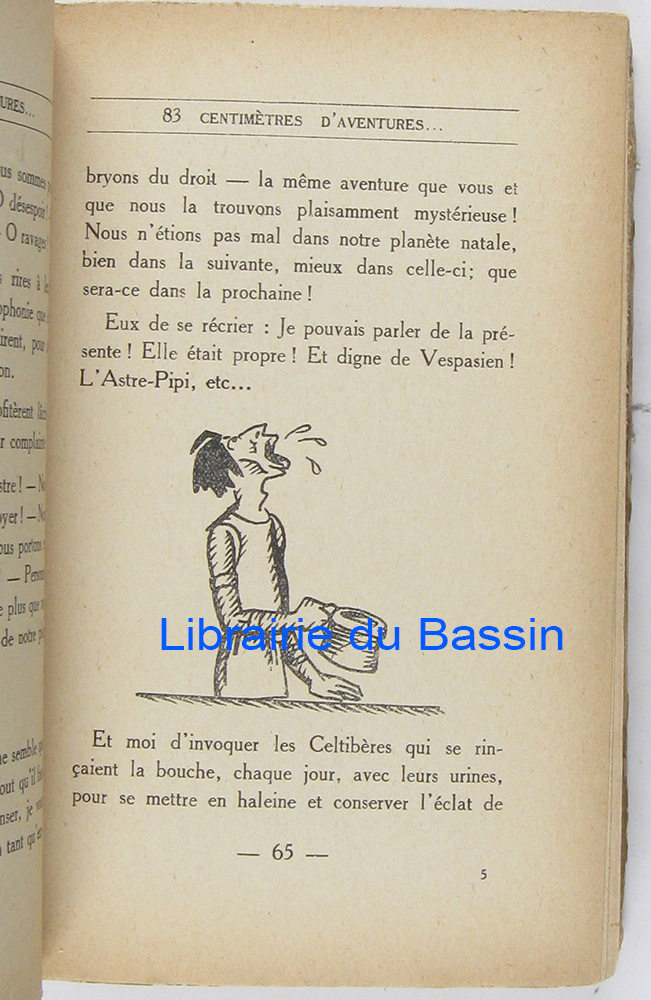 TURES...
83 CENTIMÈTRES D'AVENTURES...
bryons du droit — la même aventure que vous et
que nous la trouvons plaisamment mystérieuse !
Nous n'étions pas mal dans notre planète natale,
bien dans la suivante, mieux dans celle-ci; que
sera-ce dans la prochaine !
Eux de se récrier : Je pouvais parler de la pré-
sente ! Elle était propre ! Et digne de Vespasien !
L'Astre-Pipi, etc...
Librairie du Bassin
Et moi d'invoquer les Celtibères qui se rin-
çaient la bouche, chaque jour, avec leurs urines,
pour se mettre en haleine et conserver l'éclat de
— 65 —
5